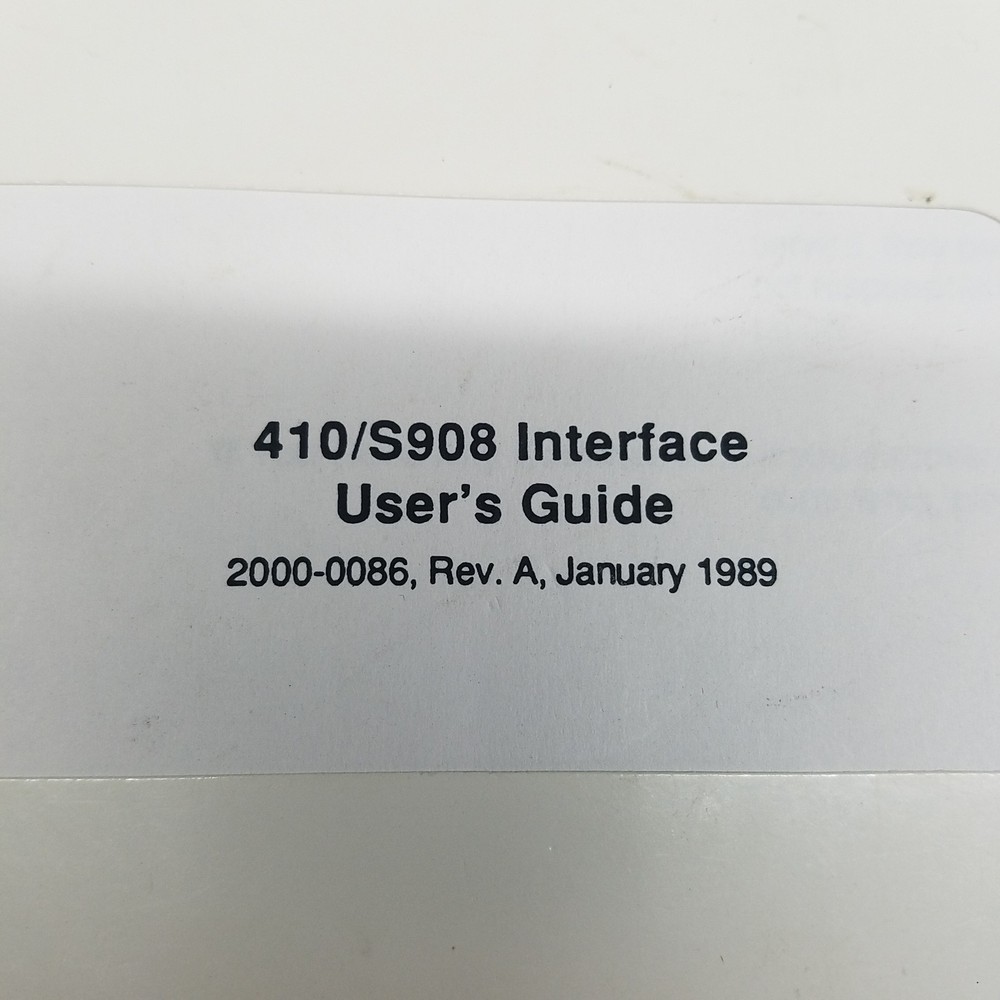 410/S908 Interface
User's Guide
2000-0086, Rev. A, January 1989